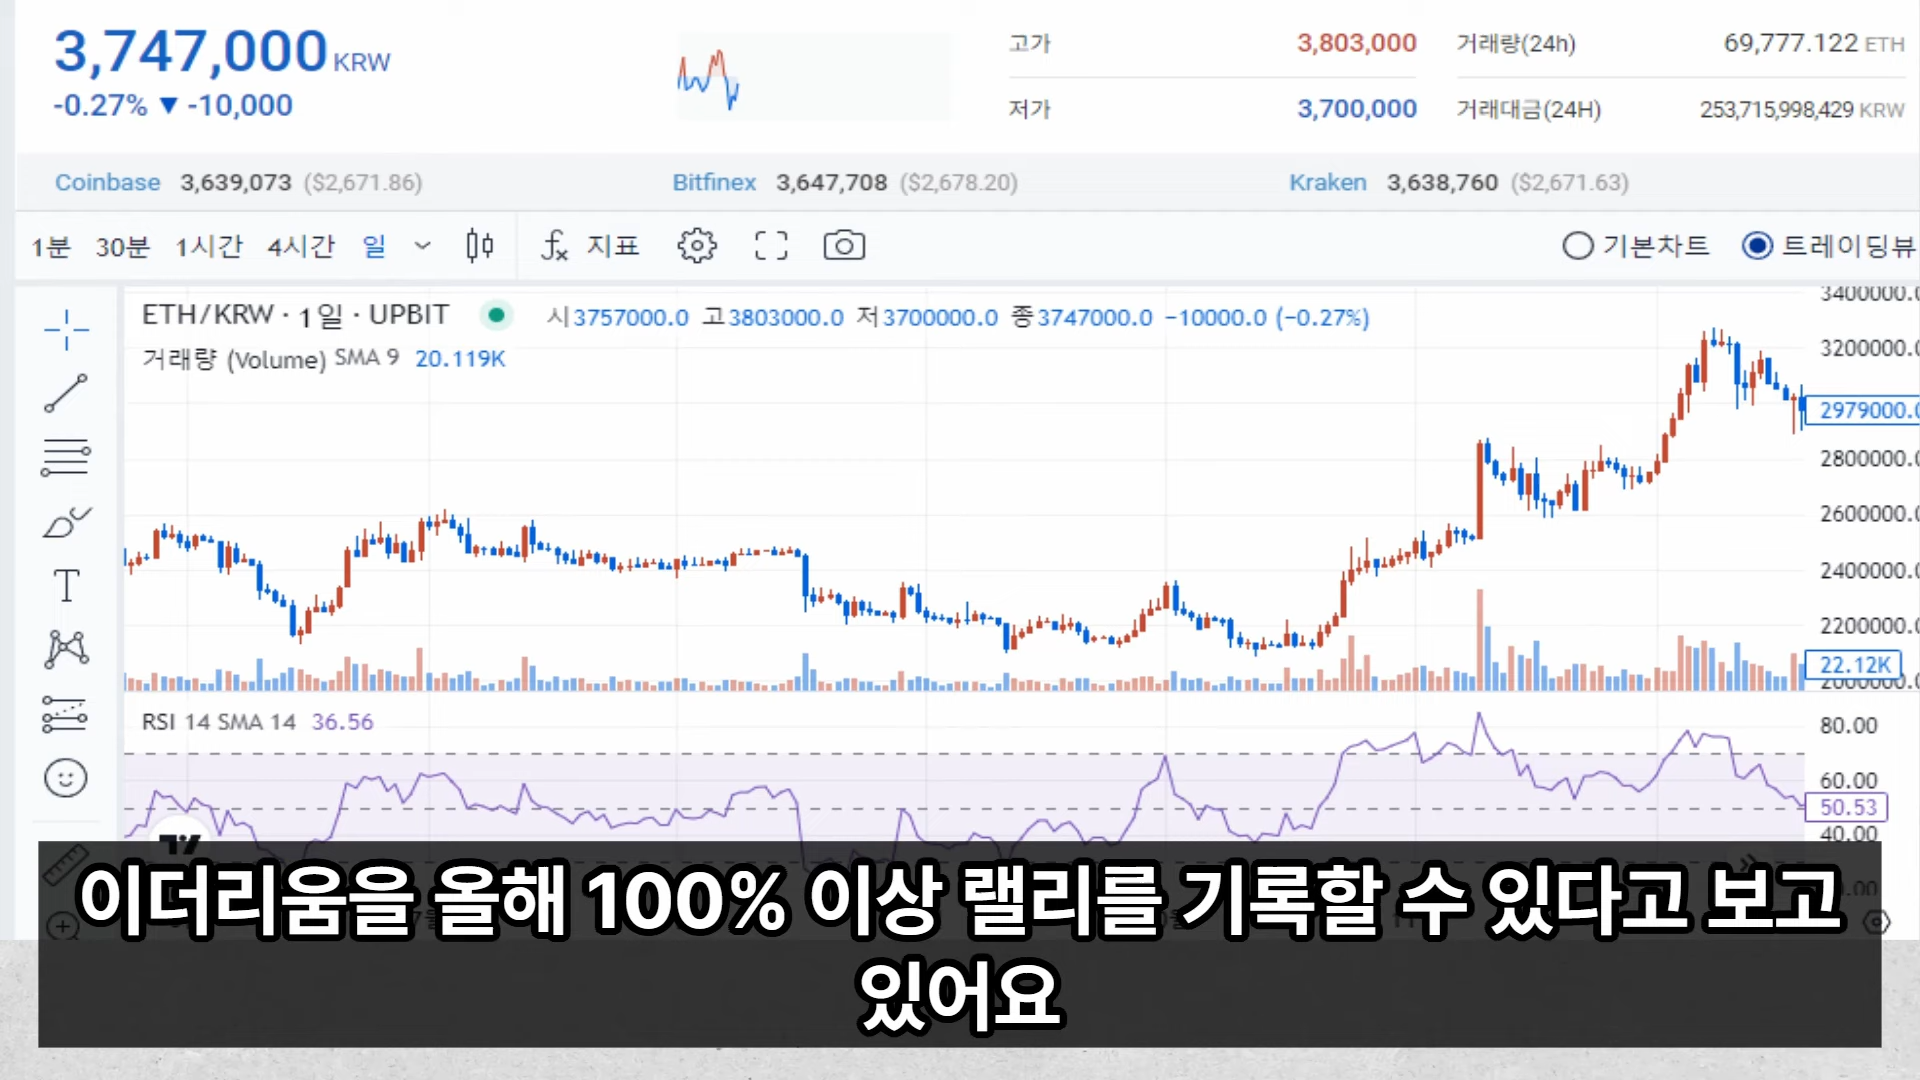 3,747,000 KRW
-0.27% ▼ -10,000
고가 3,803,000
저가 3,700,000
거래량(24h) 69,777.122 ETH
거래대금(24H) 253,715,998,429 KRW
Coinbase 3,639,073 ($2,671.86) Bitfinex 3,647,708 ($2,678.20) Kraken 3,638,760 ($2,671.63)
1분 30분 1시간 4시간 일 fx 지표 기본차트 트레이딩뷰
ETH/KRW · 1일 · UPBIT 시3757000.0 고3803000.0 저3700000.0 종3747000.0 −10000.0 (−0.27%)
거래량 (Volume) SMA 9 20.119K
3400000.0
3200000.0
2979000.0
2800000.0
2600000.0
2400000.0
2200000.0
22.12K
2000000.0
RSI 14 SMA 14 36.56
80.00
60.00
50.53
40.00
이더리움을 올해 100% 이상 랠리를 기록할 수 있다고 보고
있어요